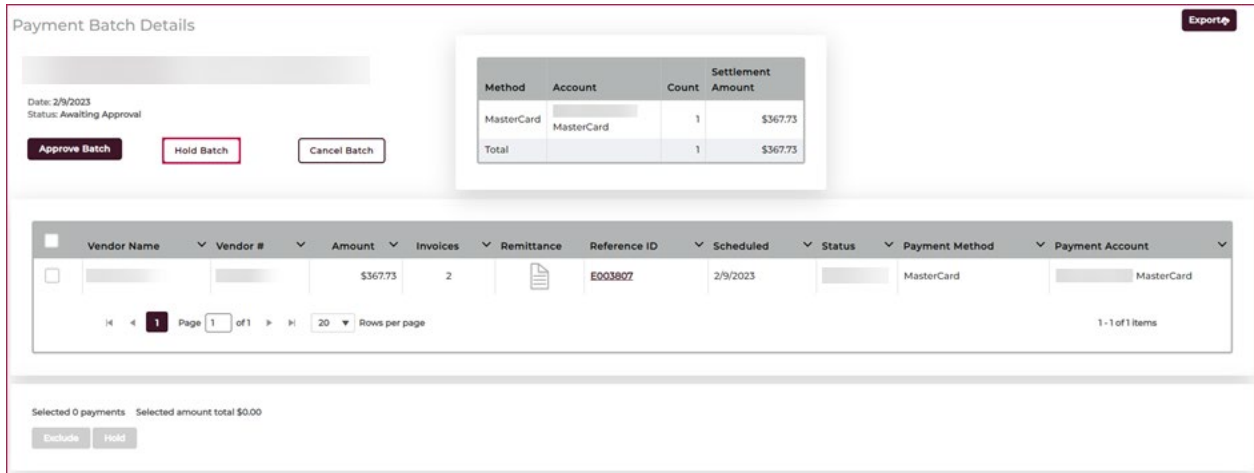 Payment Batch Details
Export
Date: 2/9/2023
Status: Awaiting Approval
Approve Batch Hold Batch Cancel Batch
Method Account Count Settlement Amount
MasterCard MasterCard 1 $367.73
Total 1 $367.73
Vendor Name Vendor # Amount Invoices Remittance Reference ID Scheduled Status Payment Method Payment Account
$367.73 2 E003807 2/9/2023 MasterCard MasterCard
1 Page 1 of 1 20 Rows per page 1 - 1 of 1 items
Selected 0 payments Selected amount total $0.00
Exclude Hold